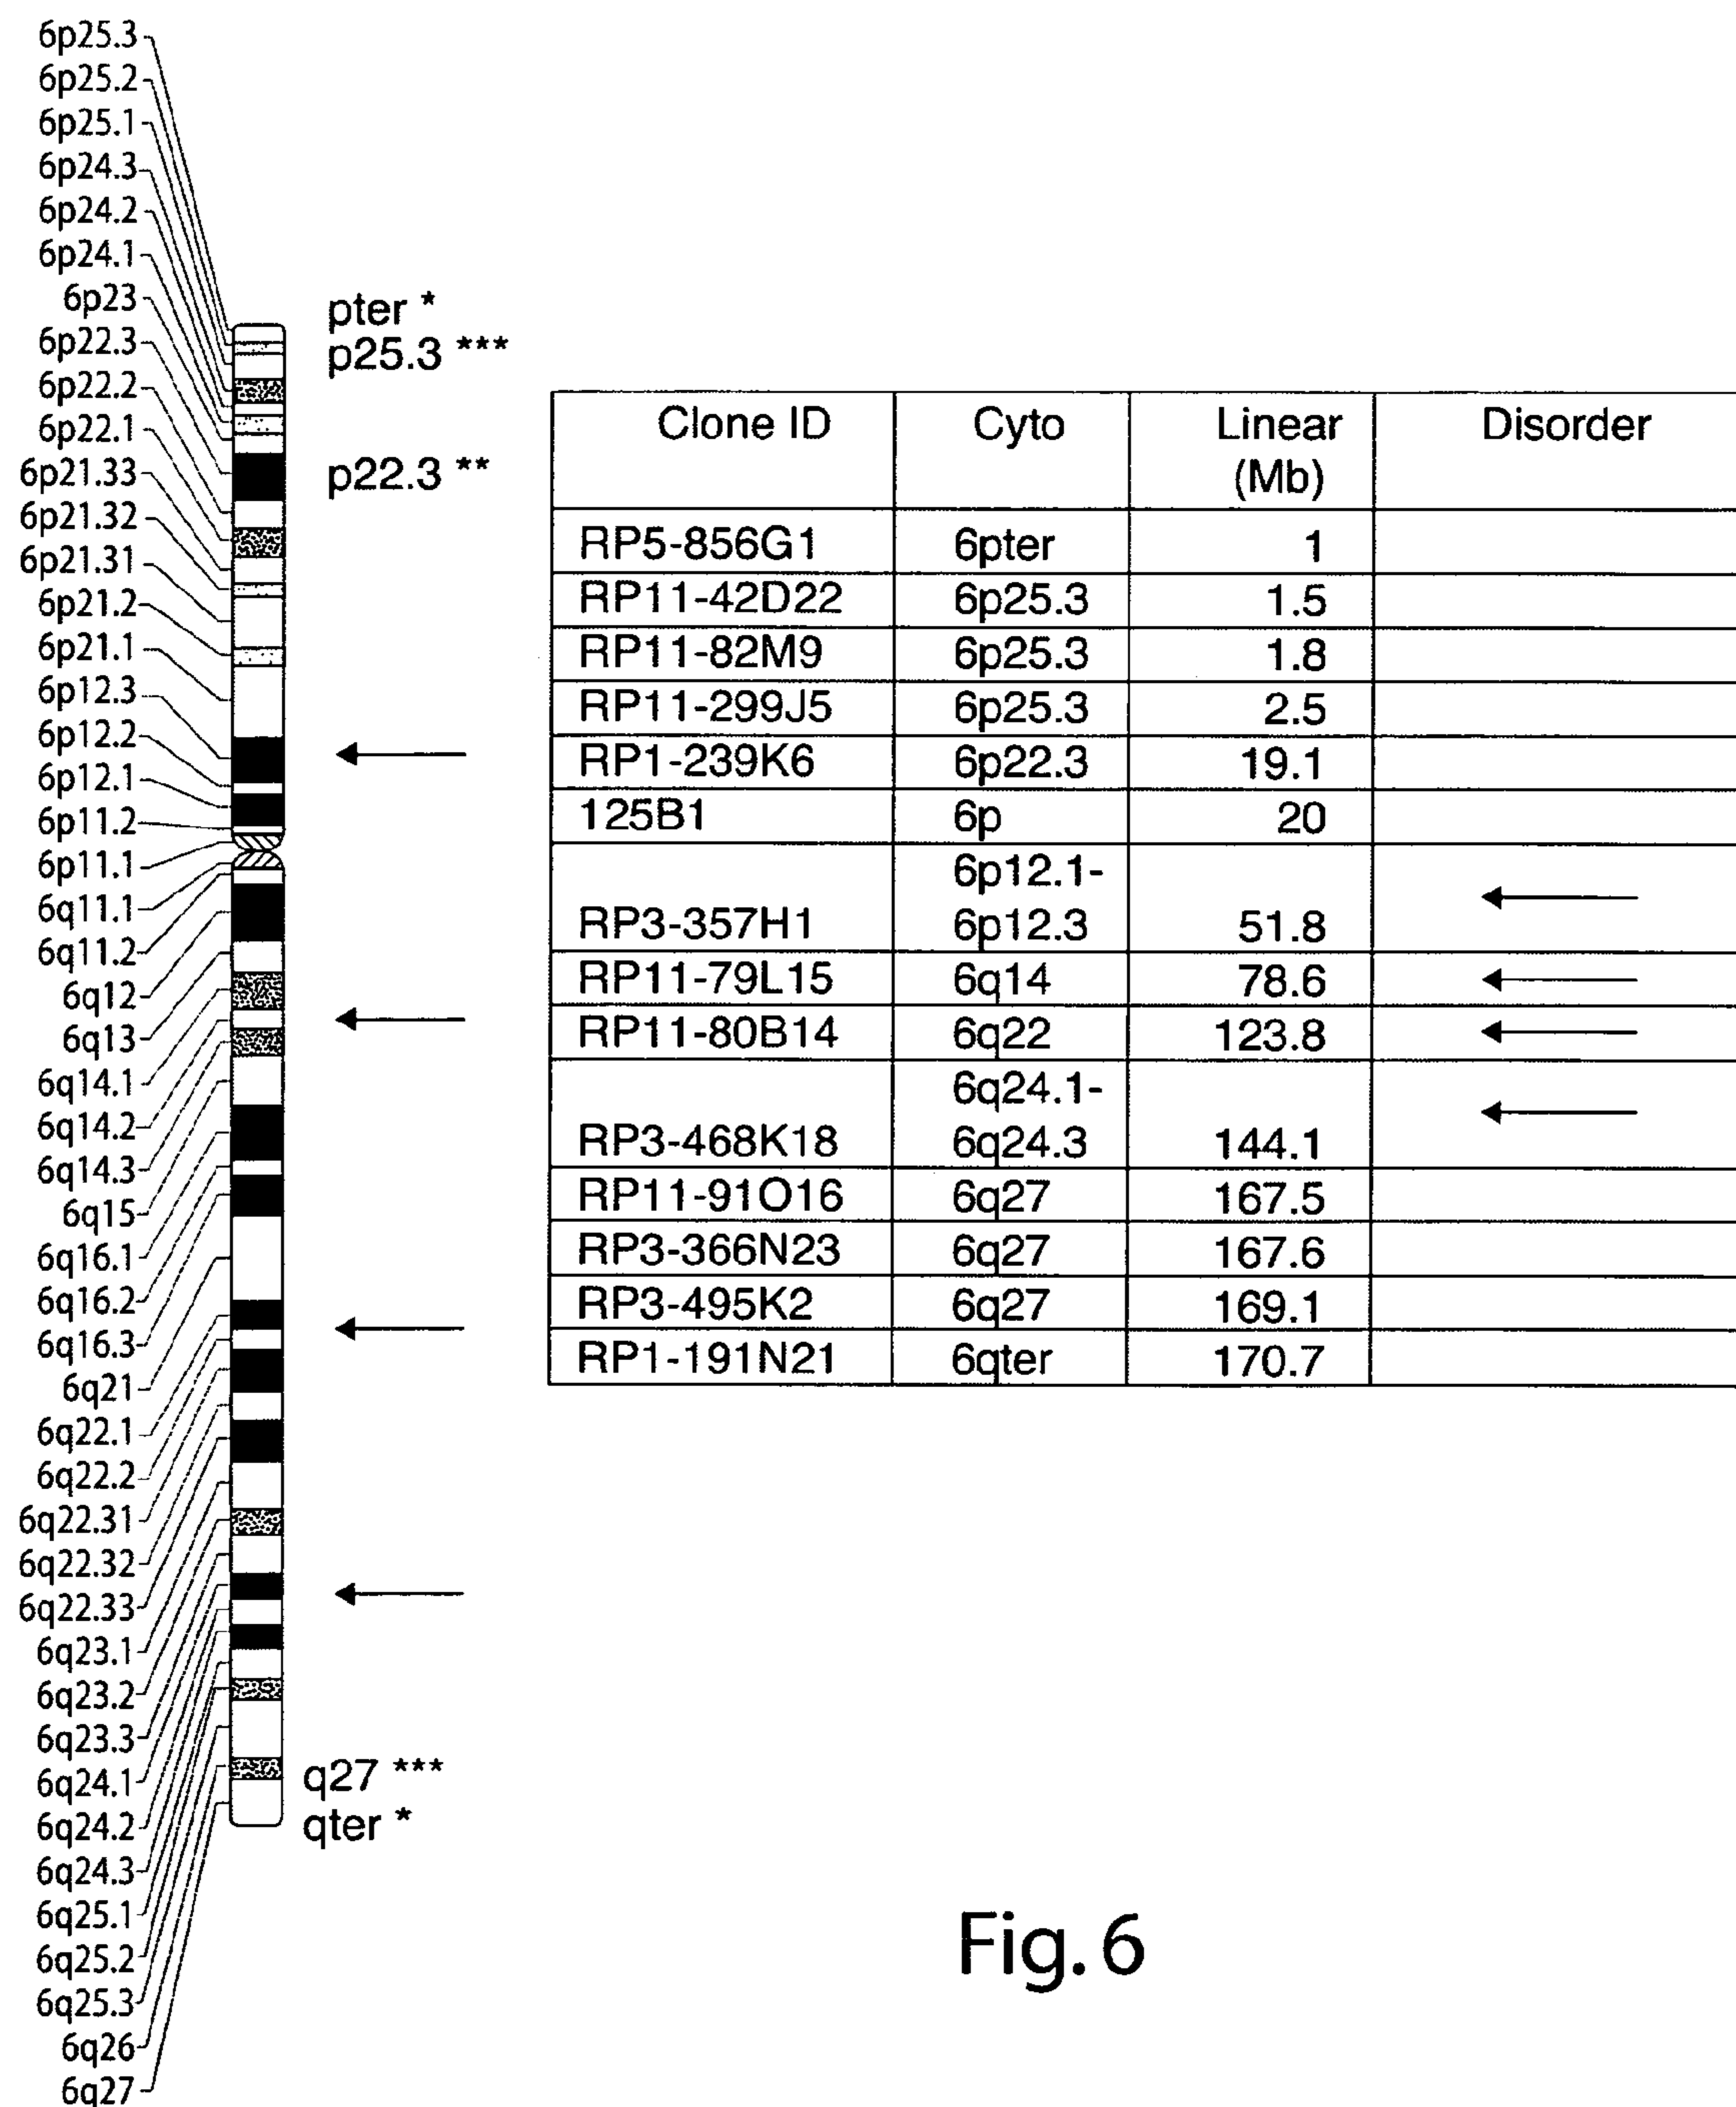 6p25.3
6p25.2
6p25.1
6p24.3
6p24.2
6p24.1
6p23
6p22.3
6p22.2
6p22.1
6p21.33
6p21.32
6p21.31
6p21.2
6p21.1
6p12.3
6p12.2
6p12.1
6p11.2
6p11.1
6q11.1
6q11.2
6q12
6q13
6q14.1
6q14.2
6q14.3
6q15
6q16.1
6q16.2
6q16.3
6q21
6q22.1
6q22.2
6q22.31
6q22.32
6q22.33
6q23.1
6q23.2
6q23.3
6q24.1
6q24.2
6q24.3
6q25.1
6q25.2
6q25.3
6q26
6q27
pter *
p25.3 ***
p22.3 **
q27 ***
qter *
Clone ID Cyto Linear (Mb) Disorder
RP5-856G1 6pter 1
RP11-42D22 6p25.3 1.5
RP11-82M9 6p25.3 1.8
RP11-299J5 6p25.3 2.5
RP1-239K6 6p22.3 19.1
125B1 6p 20
6p12.1-
RP3-357H1 6p12.3 51.8
RP11-79L15 6q14 78.6
RP11-80B14 6q22 123.8
6q24.1-
RP3-468K18 6q24.3 144.1
RP11-91O16 6q27 167.5
RP3-366N23 6q27 167.6
RP3-495K2 6q27 169.1
RP1-191N21 6qter 170.7
Fig. 6